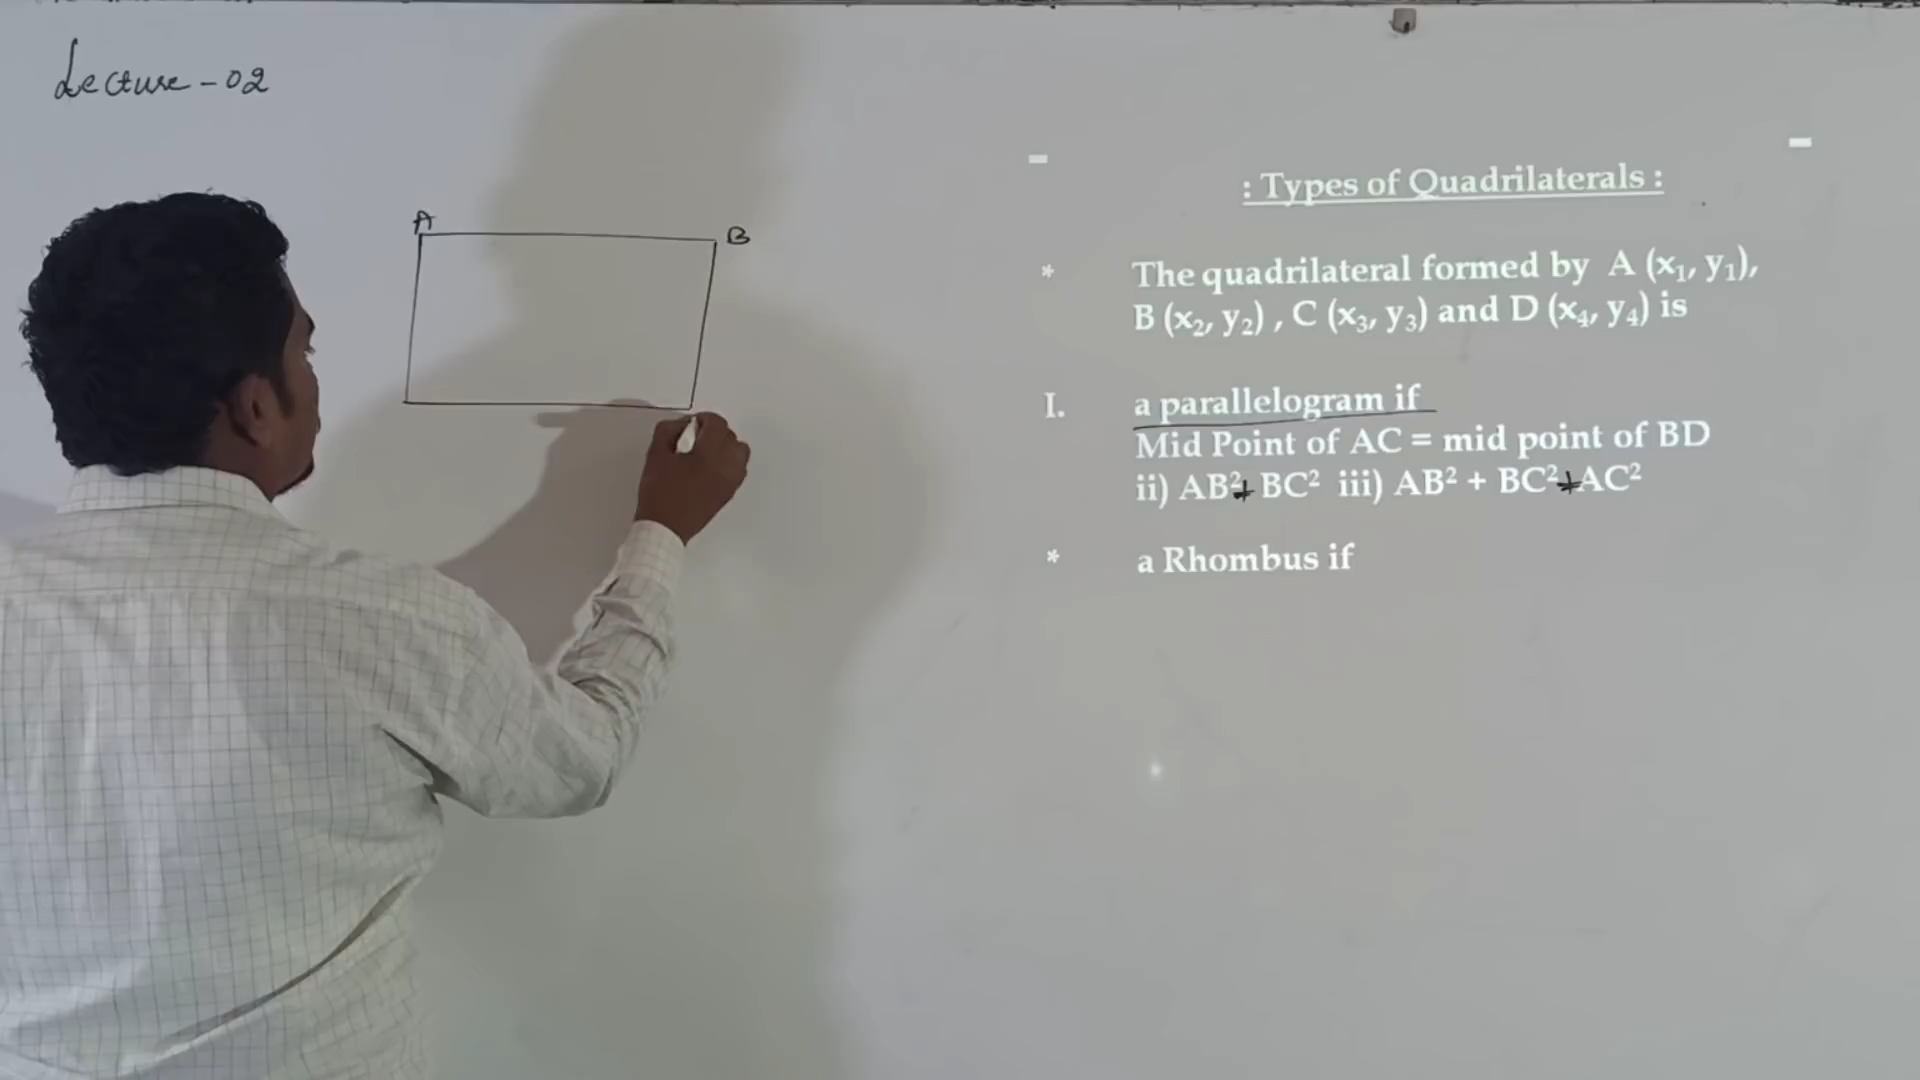 Lecture - 02
A
B
: Types of Quadrilaterals :
* The quadrilateral formed by A (x₁, y₁),
B (x₂, y₂) , C (x₃, y₃) and D (x₄, y₄) is
I. a parallelogram if
Mid Point of AC = mid point of BD
ii) AB² ≠ BC² iii) AB² + BC² ≠ AC²
* a Rhombus if